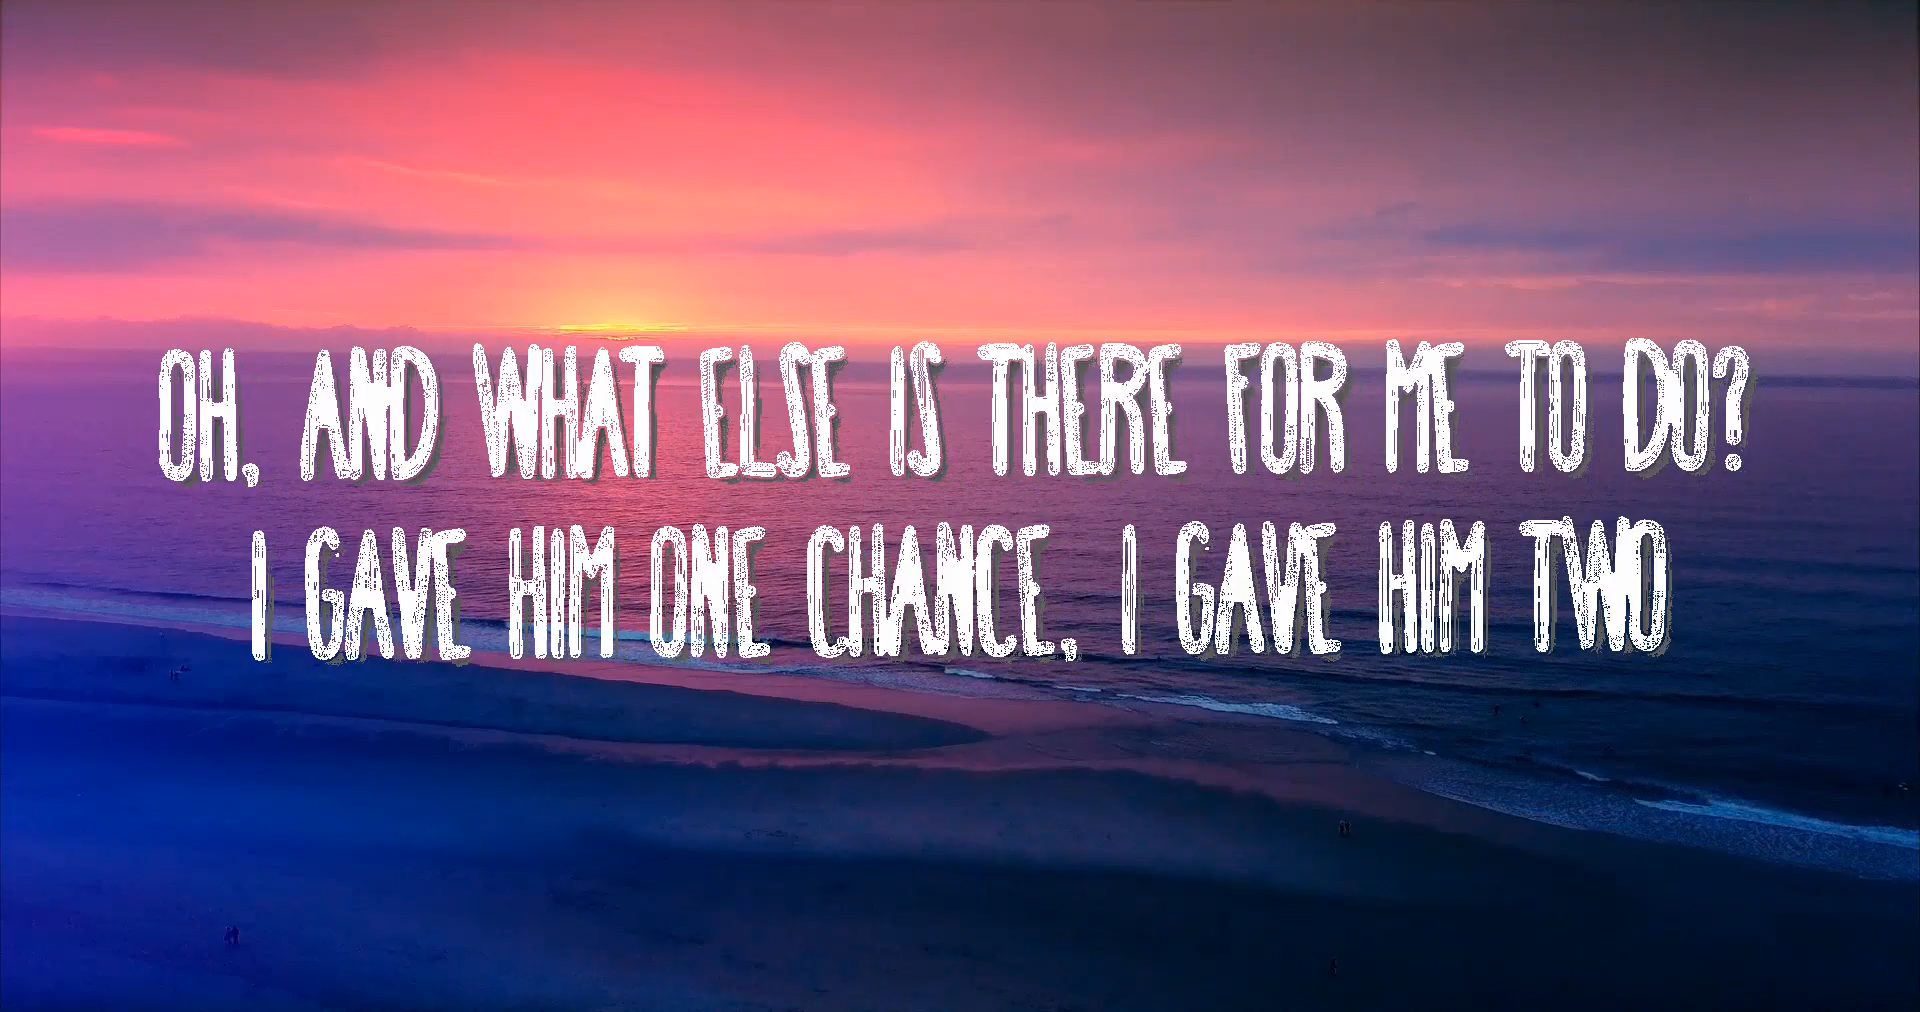 OH, AND WHAT ELSE IS THERE FOR ME TO DO?
I GAVE HIM ONE CHANCE, I GAVE HIM TWO